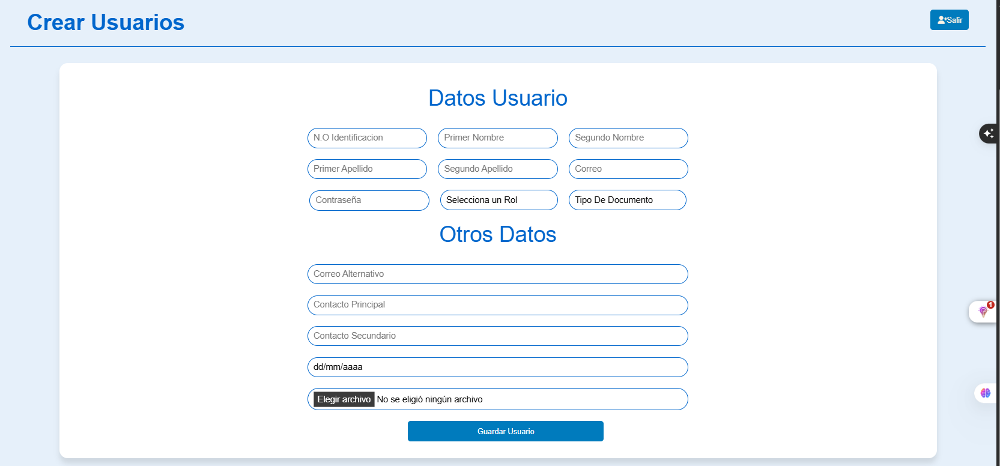 Crear Usuarios
Salir
Datos Usuario
N.O Identificacion
Primer Nombre
Segundo Nombre
Primer Apellido
Segundo Apellido
Correo
Contraseña
Selecciona un Rol
Tipo De Documento
Otros Datos
Correo Alternativo
Contacto Principal
1
Contacto Secundario
dd/mm/aaaa
Elegir archivo No se eligió ningún archivo
Guardar Usuario